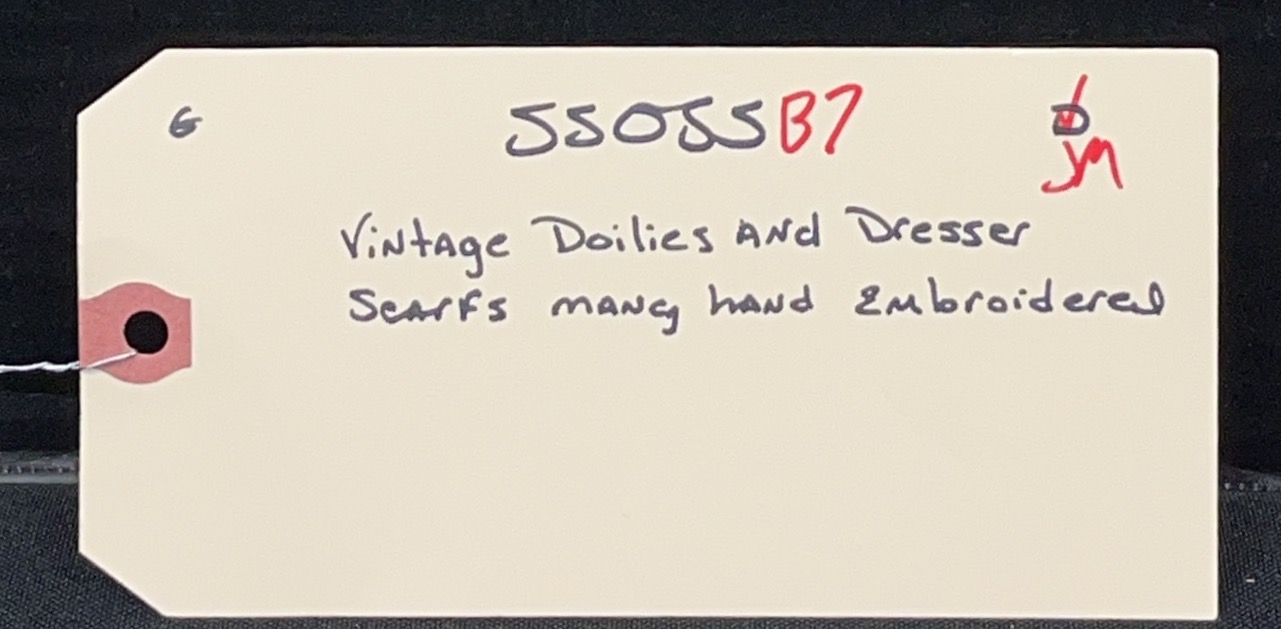 G 55055B7 D
JM
Vintage Doilies And Dresser
Scarfs many hand Embroidered